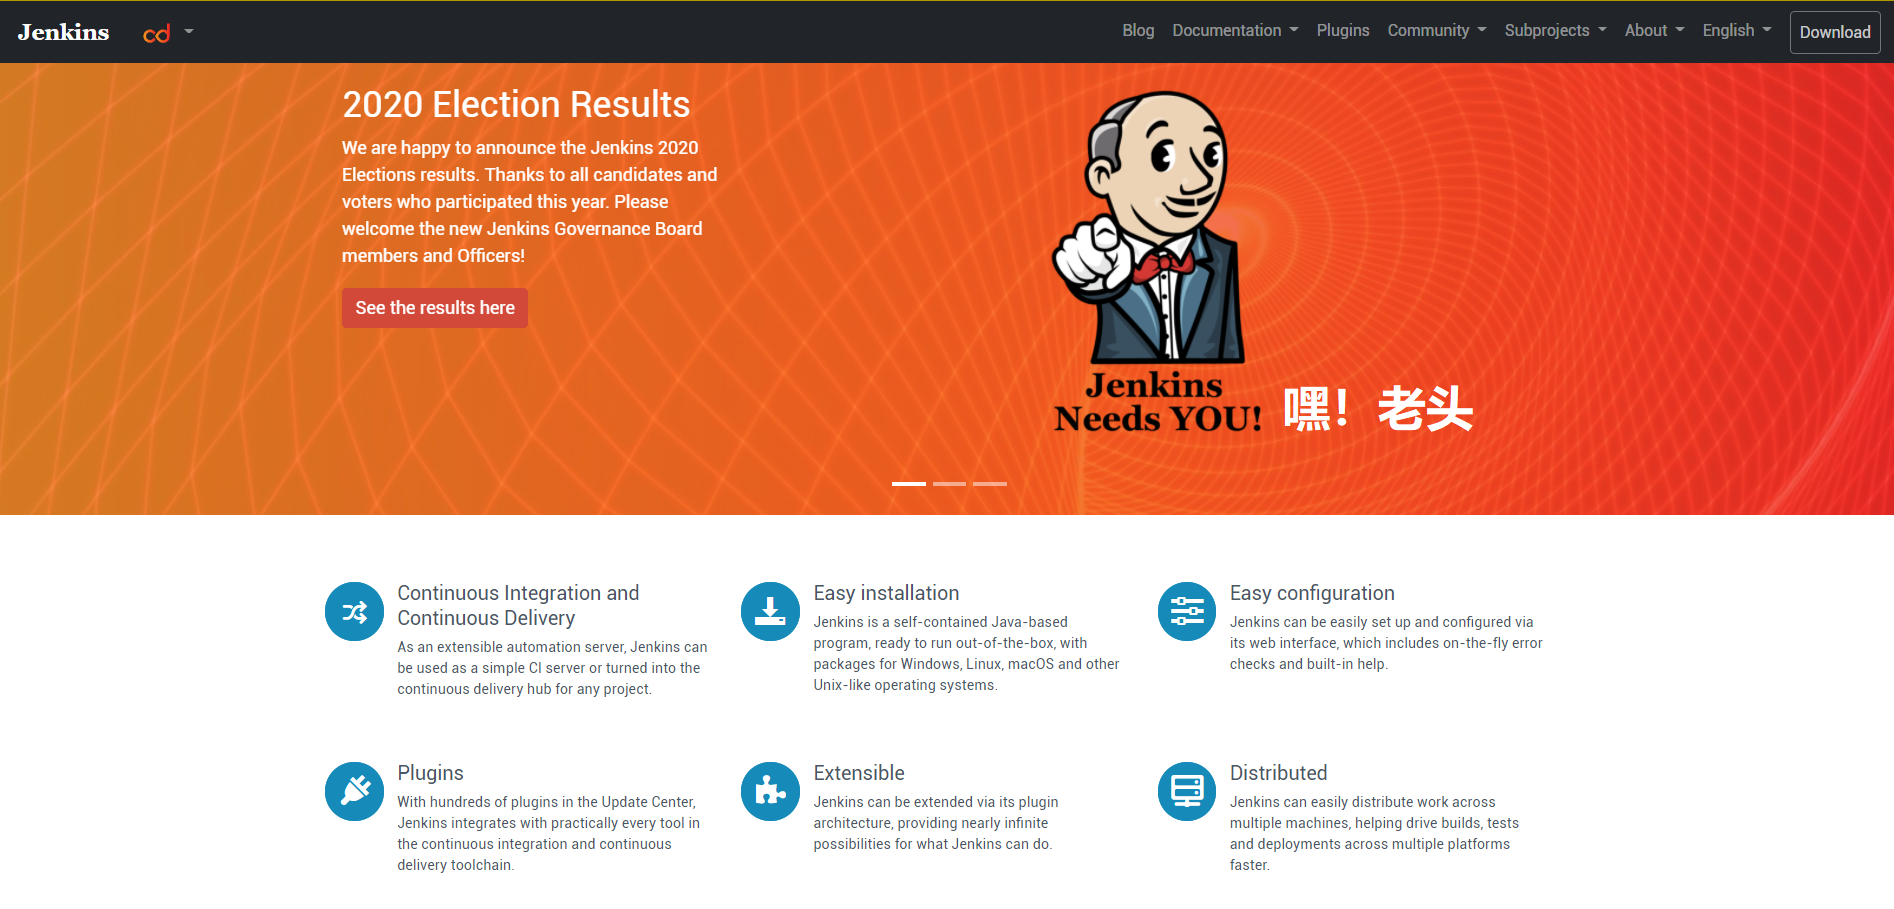 Jenkins
Blog Documentation Plugins Community Subprojects About English Download
2020 Election Results
We are happy to announce the Jenkins 2020
Elections results. Thanks to all candidates and
voters who participated this year. Please
welcome the new Jenkins Governance Board
members and Officers!
See the results here
Jenkins
Needs YOU!
嘿！老头
Continuous Integration and
Continuous Delivery
As an extensible automation server, Jenkins can
be used as a simple CI server or turned into the
continuous delivery hub for any project.
Easy installation
Jenkins is a self-contained Java-based
program, ready to run out-of-the-box, with
packages for Windows, Linux, macOS and other
Unix-like operating systems.
Easy configuration
Jenkins can be easily set up and configured via
its web interface, which includes on-the-fly error
checks and built-in help.
Plugins
With hundreds of plugins in the Update Center,
Jenkins integrates with practically every tool in
the continuous integration and continuous
delivery toolchain.
Extensible
Jenkins can be extended via its plugin
architecture, providing nearly infinite
possibilities for what Jenkins can do.
Distributed
Jenkins can easily distribute work across
multiple machines, helping drive builds, tests
and deployments across multiple platforms
faster.